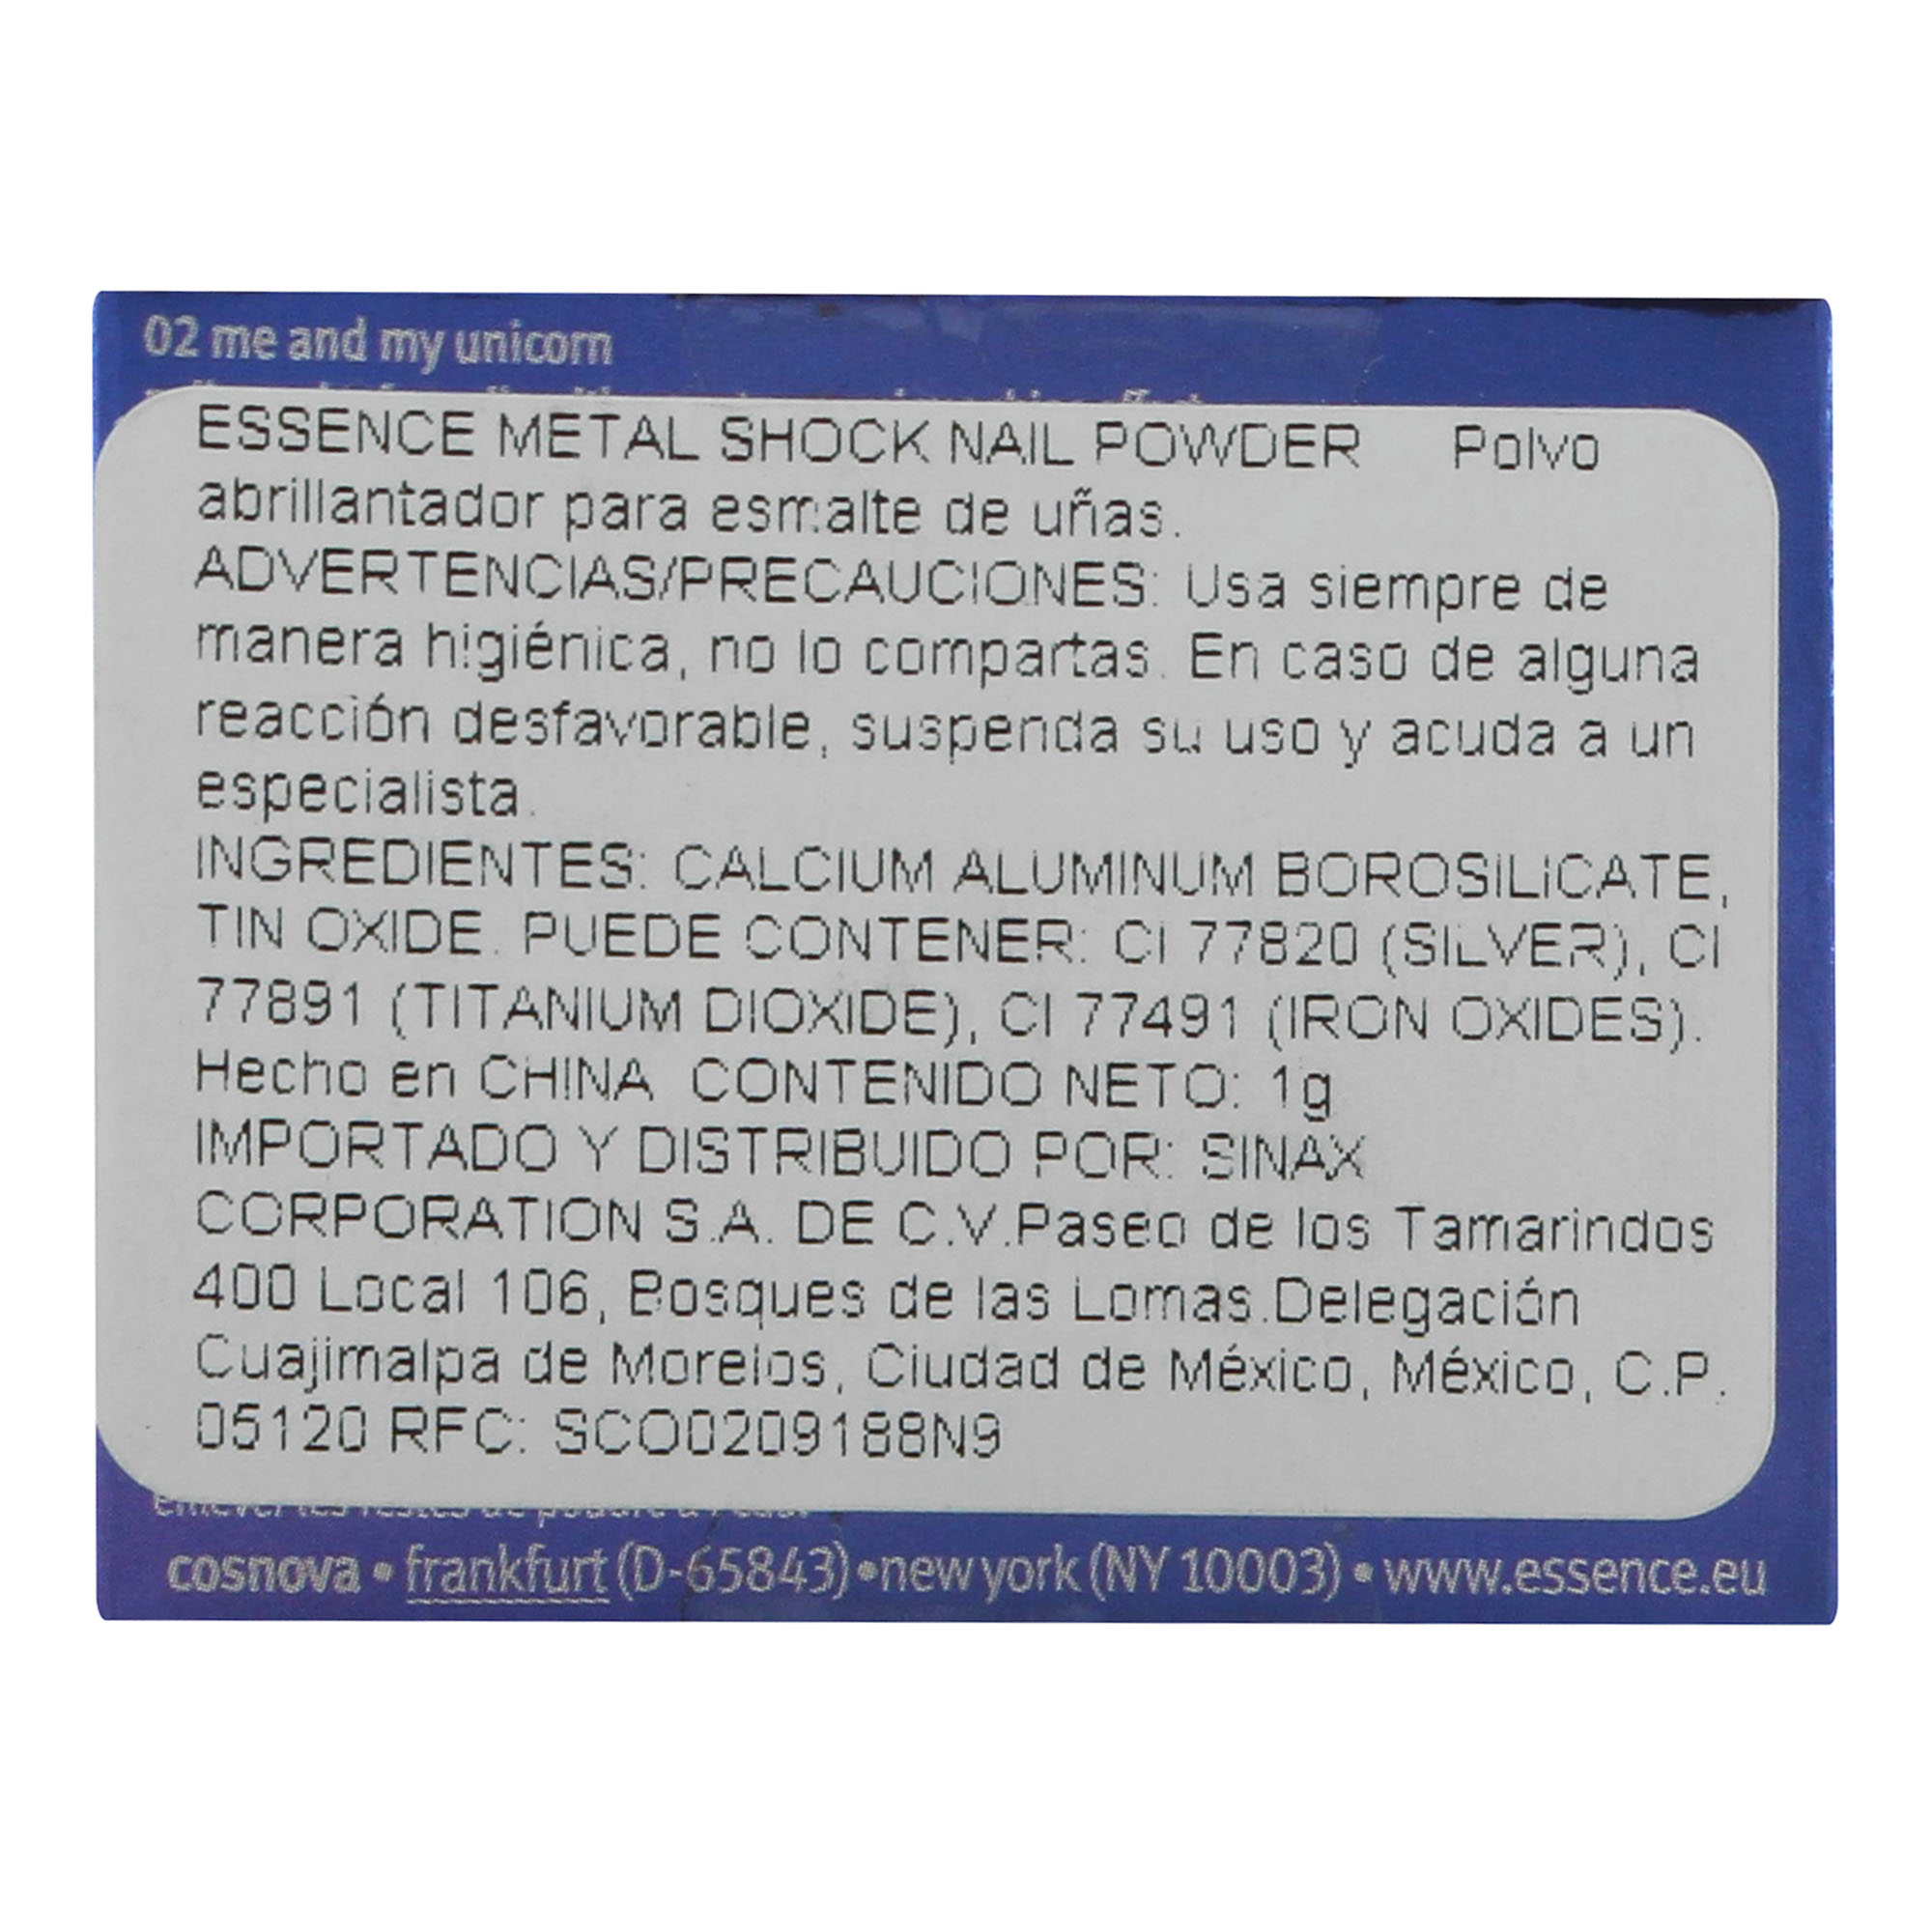 02 me and my unicorn
ESSENCE METAL SHOCK NAIL POWDER Polvo
abrillantador para esmalte de uñas.
ADVERTENCIAS/PRECAUCIONES: Usa siempre de
manera higiénica, no lo compartas. En caso de alguna
reacción desfavorable, suspenda su uso y acuda a un
especialista.
INGREDIENTES: CALCIUM ALUMINUM BOROSILICATE,
TIN OXIDE. PUEDE CONTENER: CI 77820 (SILVER), CI
77891 (TITANIUM DIOXIDE), CI 77491 (IRON OXIDES).
Hecho en CHINA CONTENIDO NETO: 1g
IMPORTADO Y DISTRIBUIDO POR: SINAX
CORPORATION S.A. DE C.V.Paseo de los Tamarindos
400 Local 106, Bosques de las Lomas.Delegación
Cuajimalpa de Morelos, Ciudad de México, México, C.P.
05120 RFC: SCO0209188N9
cosnova • frankfurt (D-65843) • new york (NY 10003) • www.essence.eu